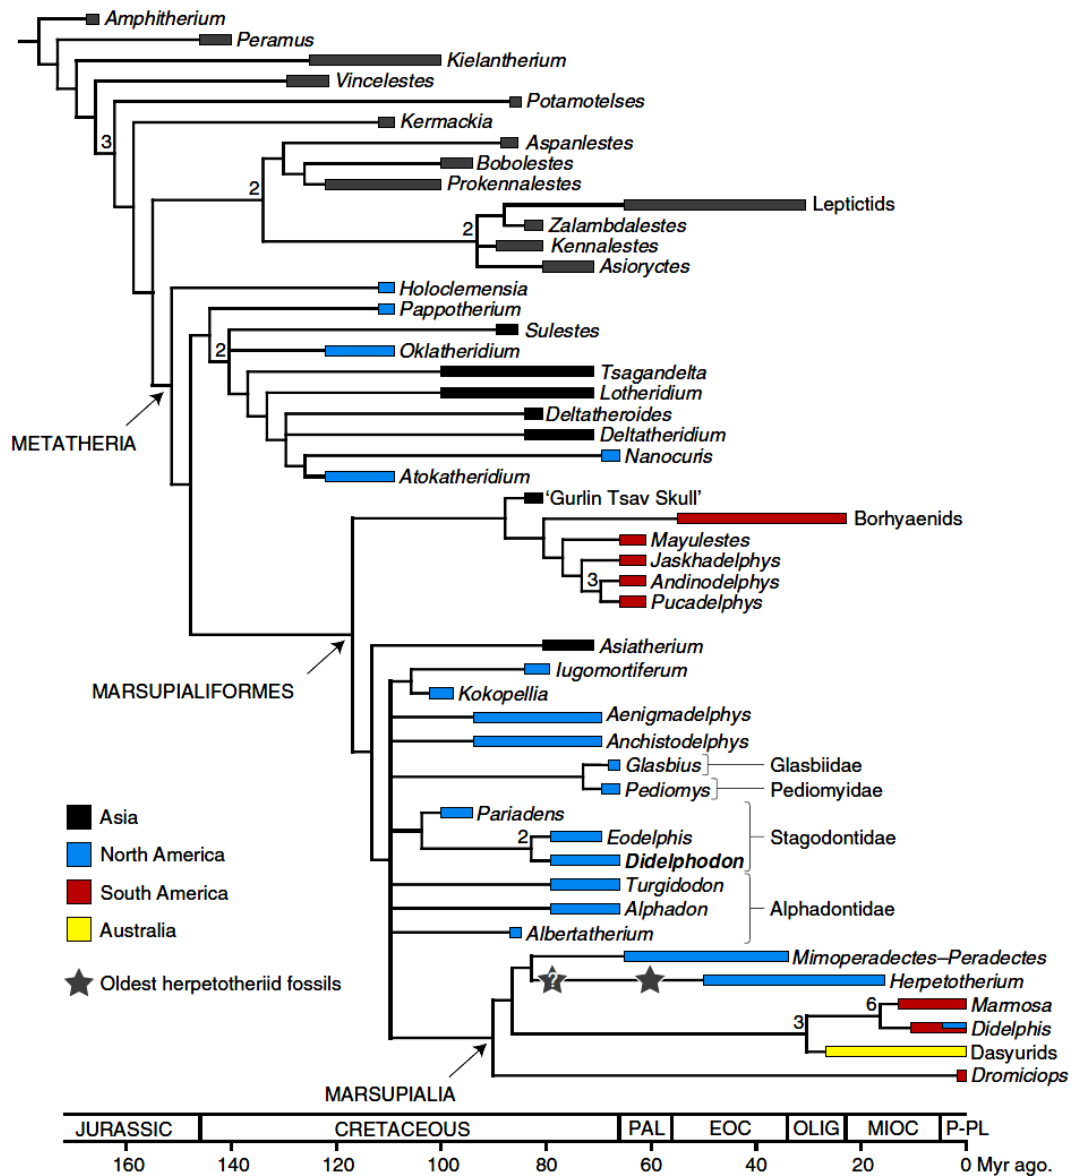 Amphitherium
Peramus
Kielantherium
Vincelestes
Potamotelses
3
Kermackia
Aspanlestes
Bobolestes
2
Prokennalestes
Leptictids
2
Zalambdalestes
Kennalestes
Asioryctes
Holoclemensia
Pappotherium
Sulestes
2
Oklatheridium
Tsagandelta
Lotheridium
Deltatheroides
METATHERIA
Deltatheridium
Nanocuris
Atokatheridium
'Gurlin Tsav Skull'
Borhyaenids
Mayulestes
Jaskhadelphys
3
Andinodelphys
Pucadelphys
Asiatherium
Iugomortiferum
MARSUPIALIFORMES
Kokopellia
Aenigmadelphys
Anchistodelphys
Glasbius
Glasbiidae
Pediomys
Pediomyidae
Pariadens
2
Eodelphis
Stagodontidae
Didelphodon
Turgidodon
Alphadon
Alphadontidae
Albertatherium
Asia
North America
South America
Australia
Oldest herpetotheriid fossils
Mimoperadectes–Peradectes
?
Herpetotherium
6
Marmosa
3
Didelphis
Dasyurids
Dromiciops
MARSUPIALIA
JURASSIC CRETACEOUS PAL EOC OLIG MIOC P-PL
160 140 120 100 80 60 40 20 0 Myr ago.